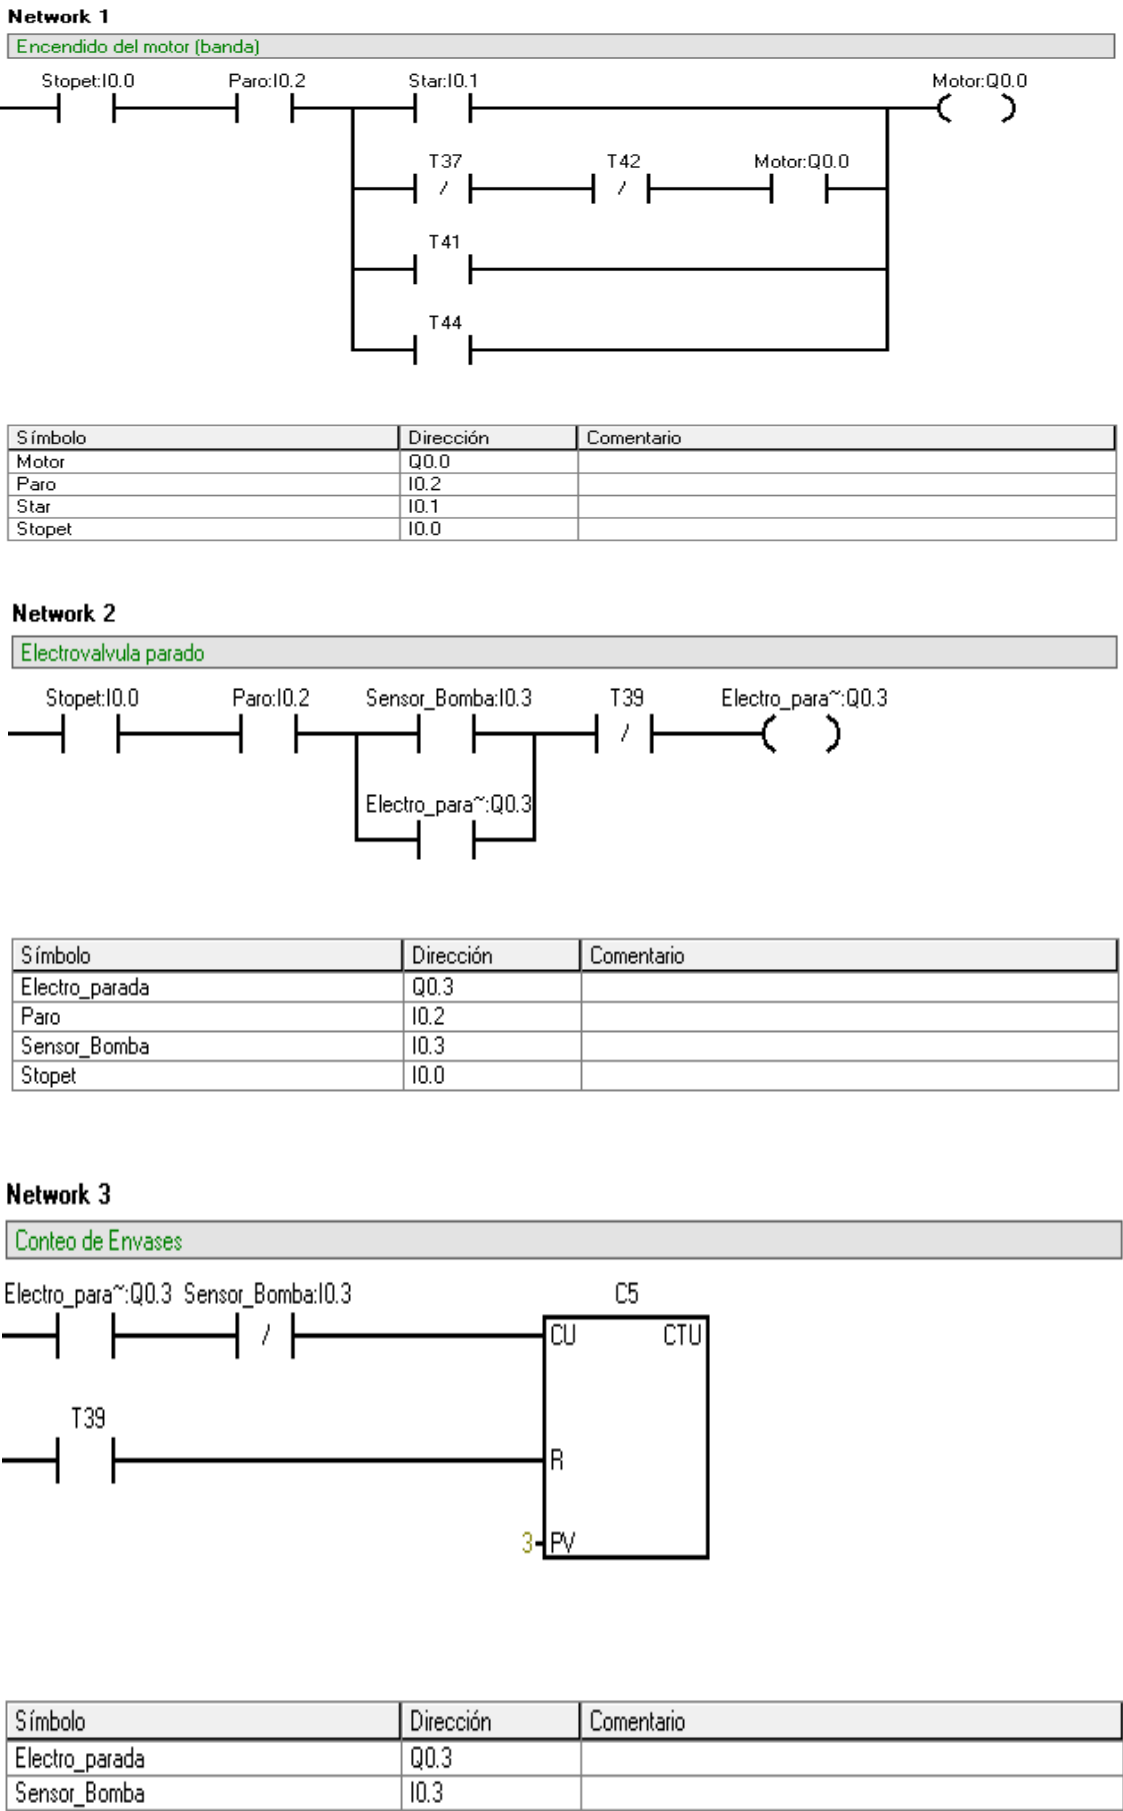 Network 1
Encendido del motor (banda)
Stopet:I0.0 Paro:I0.2 Star:I0.1 Motor:Q0.0
T37 T42 Motor:Q0.0
T41
T44
Símbolo Dirección Comentario
Motor Q0.0
Paro I0.2
Star I0.1
Stopet I0.0
Network 2
Electrovalvula parado
Stopet:I0.0 Paro:I0.2 Sensor_Bomba:I0.3 T39 Electro_para~:Q0.3
Electro_para~:Q0.3
Símbolo Dirección Comentario
Electro_parada Q0.3
Paro I0.2
Sensor_Bomba I0.3
Stopet I0.0
Network 3
Conteo de Envases
Electro_para~:Q0.3 Sensor_Bomba:I0.3 C5
CU CTU
T39
R
3 PV
Símbolo Dirección Comentario
Electro_parada Q0.3
Sensor_Bomba I0.3